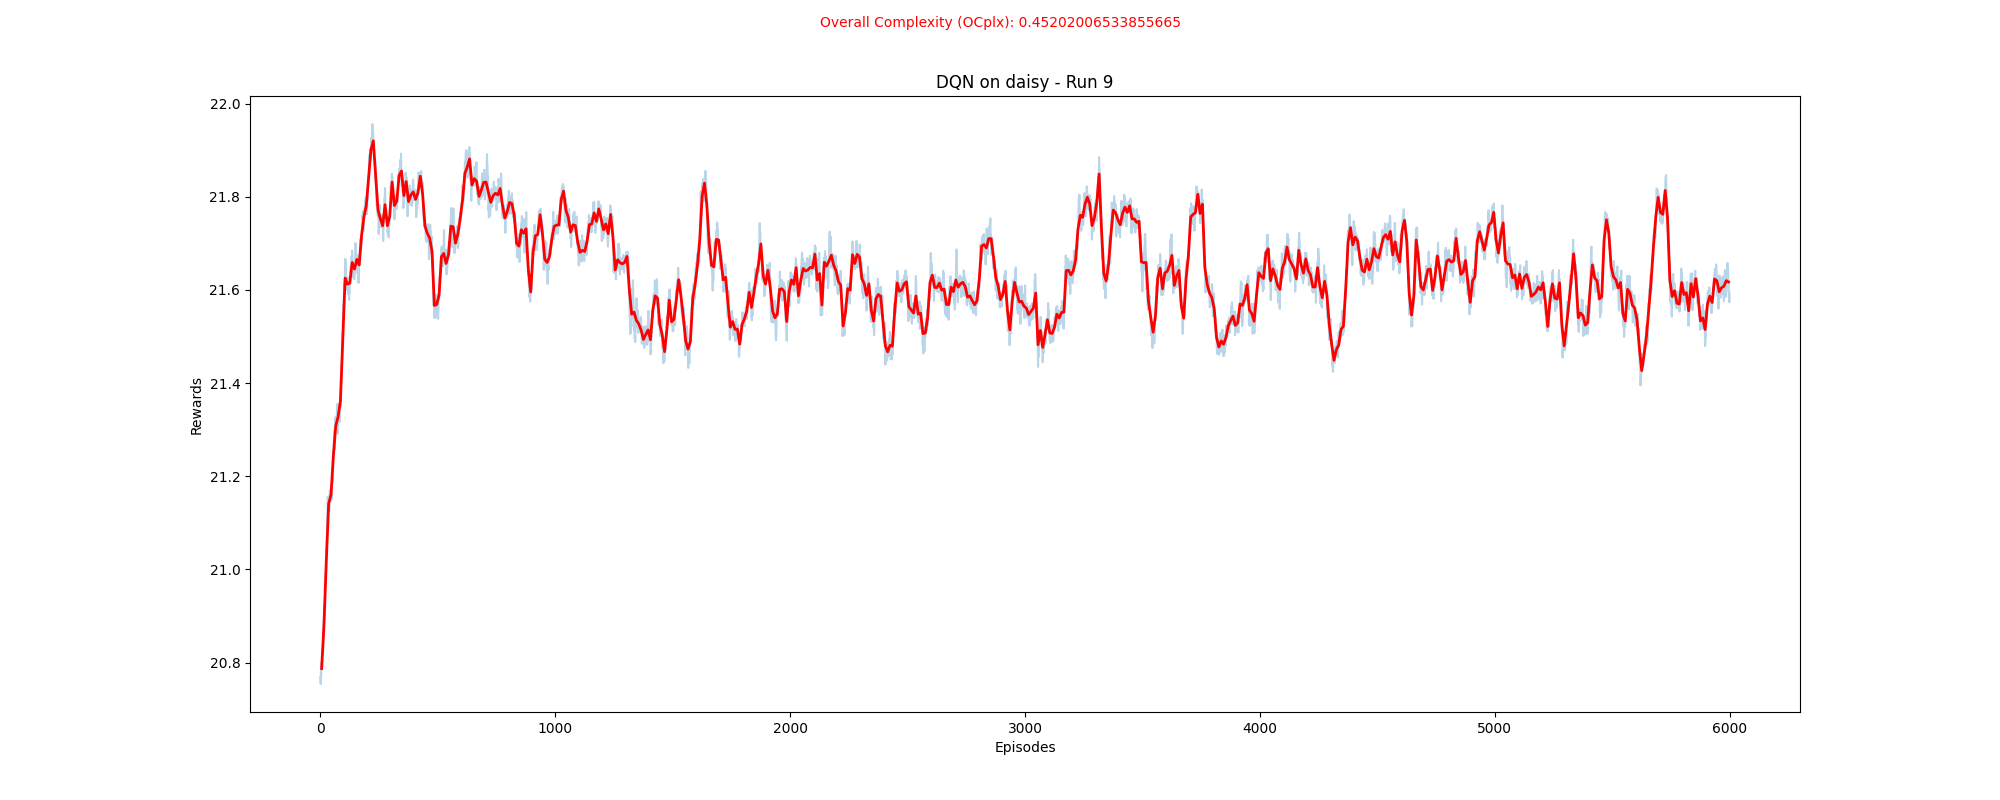 Overall Complexity (OCplx): 0.45202006533855665
DQN on daisy - Run 9
22.0
21.8
21.6
21.4
21.2
21.0
20.8
Rewards
0 1000 2000 3000 4000 5000 6000
Episodes